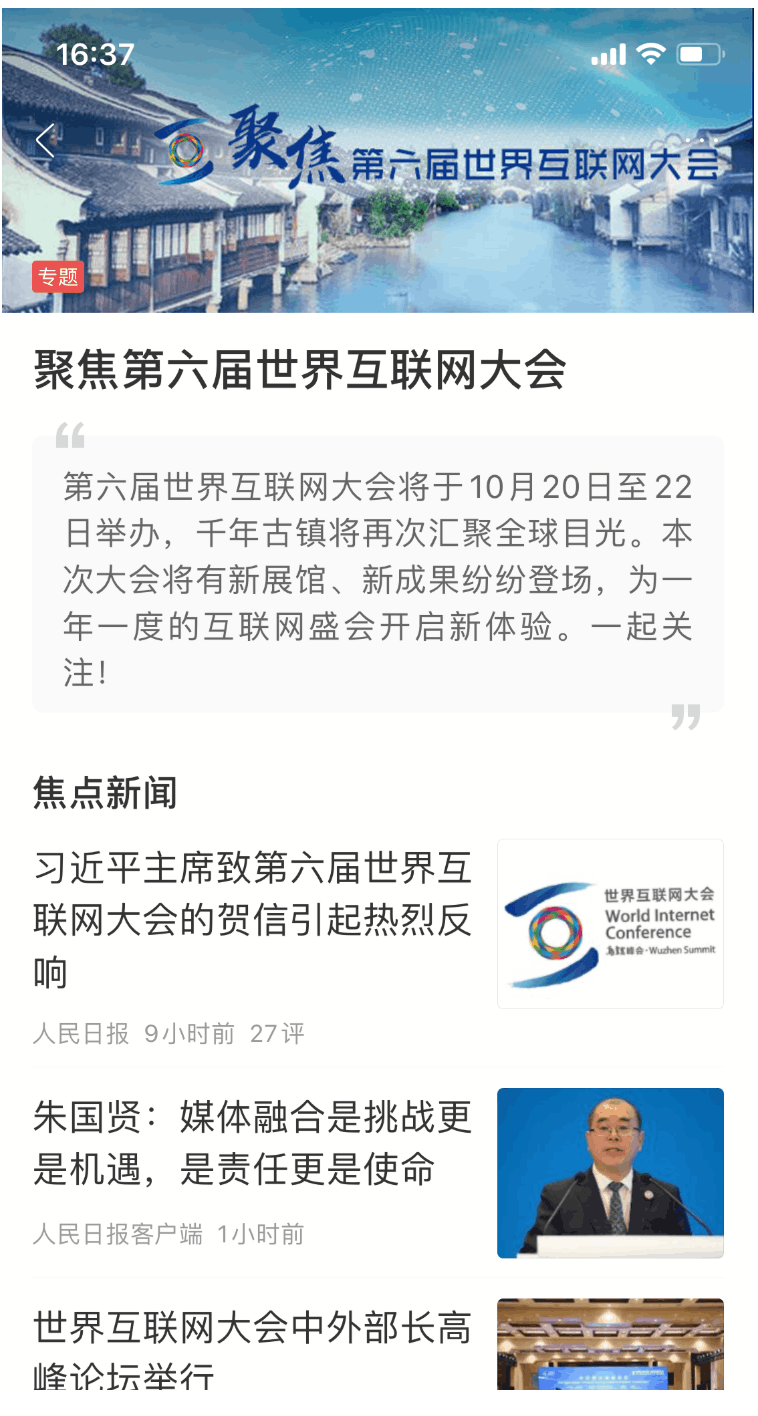 16:37
聚焦第六届世界互联网大会
专题
聚焦第六届世界互联网大会
“
第六届世界互联网大会将于10月20日至22
日举办，千年古镇将再次汇聚全球目光。本
次大会将有新展馆、新成果纷纷登场，为一
年一度的互联网盛会开启新体验。一起关
注！
”
焦点新闻
习近平主席致第六届世界互
联网大会的贺信引起热烈反
响
世界互联网大会
World Internet
Conference
乌镇峰会-Wuzhen Summit
人民日报 9小时前 27评
朱国贤：媒体融合是挑战更
是机遇，是责任更是使命
人民日报客户端 1小时前
世界互联网大会中外部长高
峰论坛举行